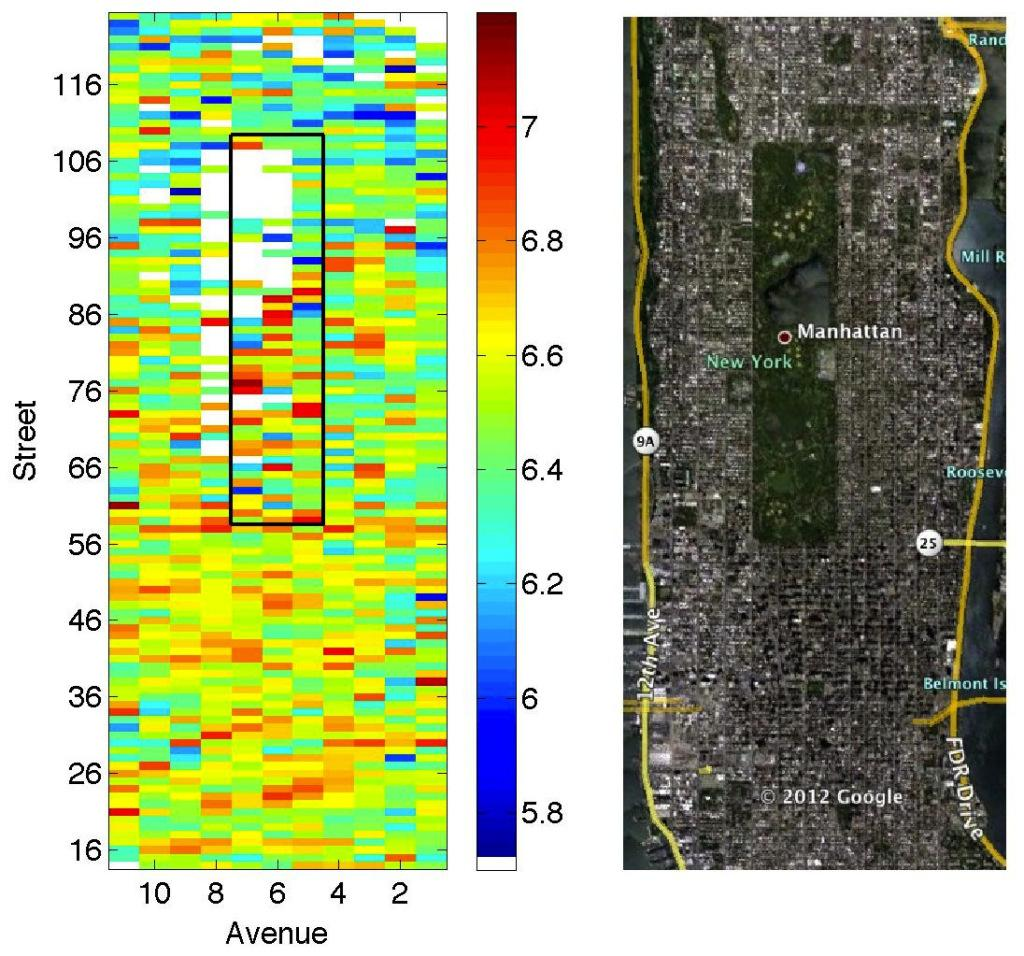 116
106
96
86
76
66
56
46
36
26
16
Street
10 8 6 4 2
Avenue
7
6.8
6.6
6.4
6.2
6
5.8
Rand
Mill R
Manhattan
New York
9A
Roosev
25
12th Ave
Belmont Is
FDR Drive
© 2012 Google